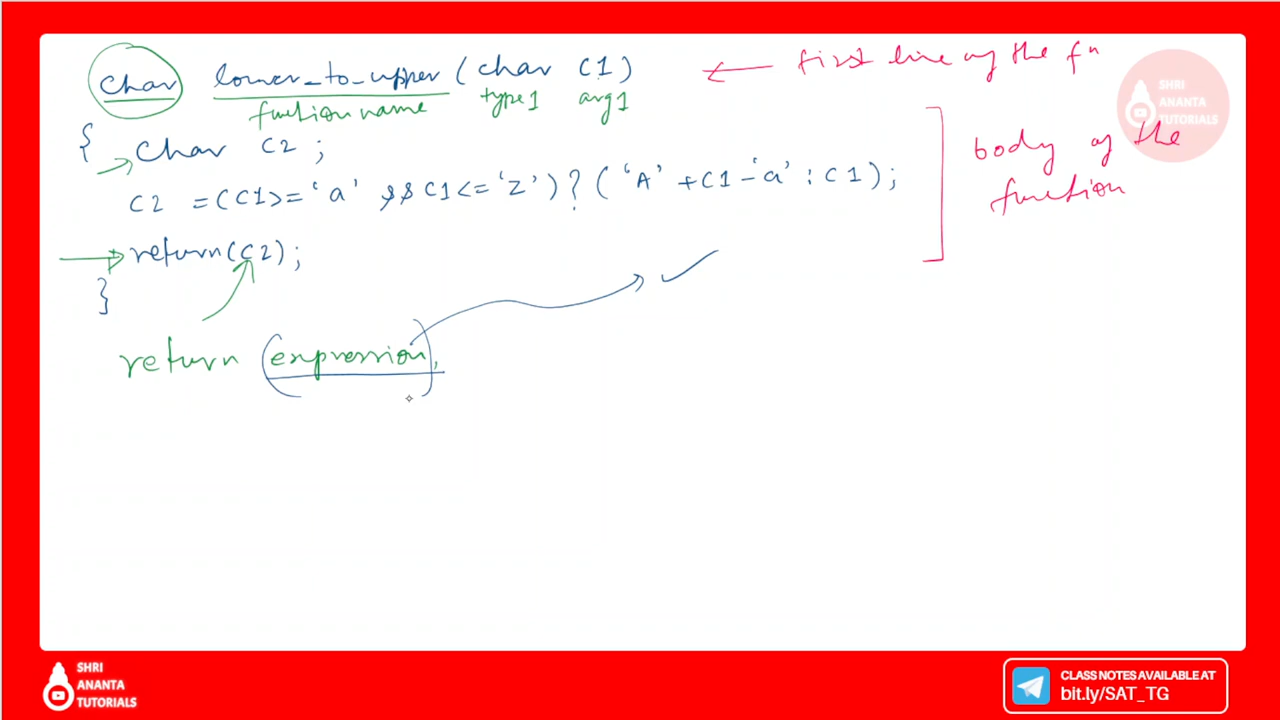 char lower_to_upper (char c1) ← first line of the fn
function name type1 arg1
SHRI
ANANTA
TUTORIALS
{ char c2 ;
body of the
function
c2 = (c1>= 'a' && c1<= 'z') ? ( 'A' + c1 - 'a' : c1 ) ;
return(c2);
}
return (expression),
SHRI
ANANTA
TUTORIALS
CLASS NOTES AVAILABLE AT
bit.ly/SAT_TG